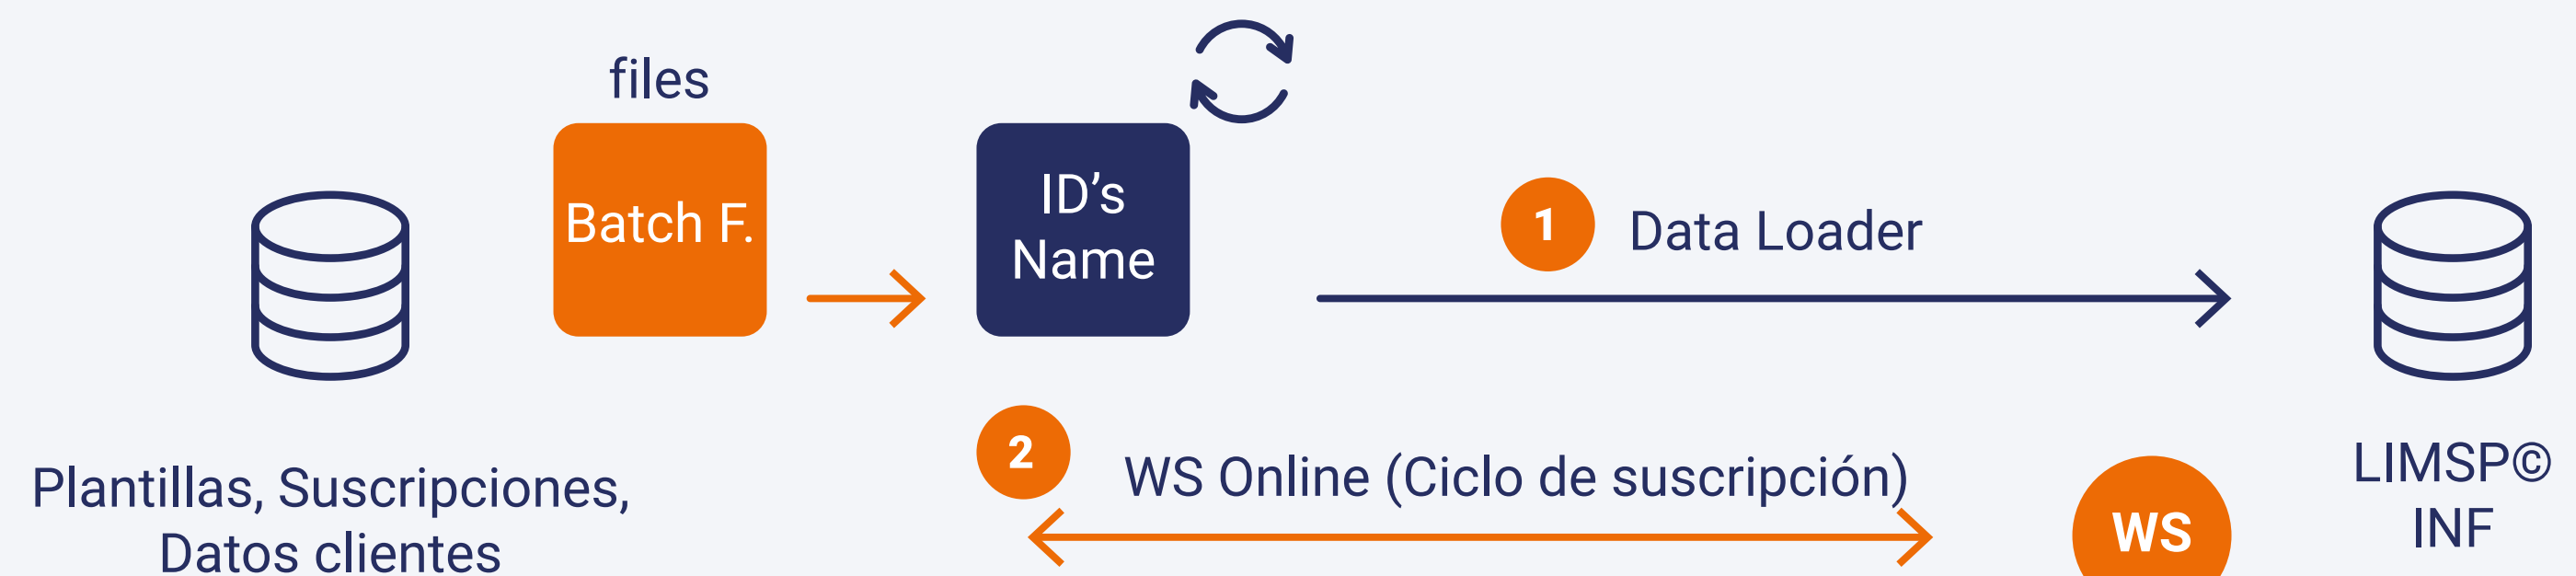 files
Batch F.
ID’s
Name
1
Data Loader
2
WS Online (Ciclo de suscripción)
WS
Plantillas, Suscripciones,
Datos clientes
LIMSP©
INF